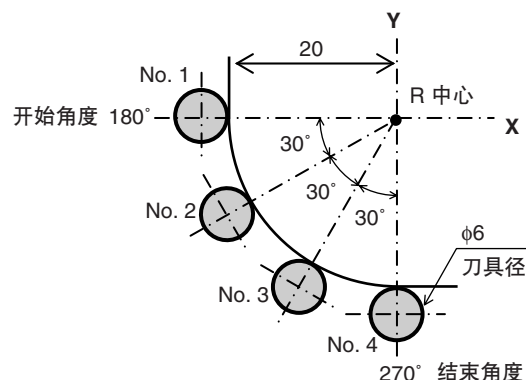 Y
20
No. 1
R 中心
开始角度 180°
X
30°
No. 2
30°
30°
φ6
刀具径
No. 3
No. 4
270° 结束角度